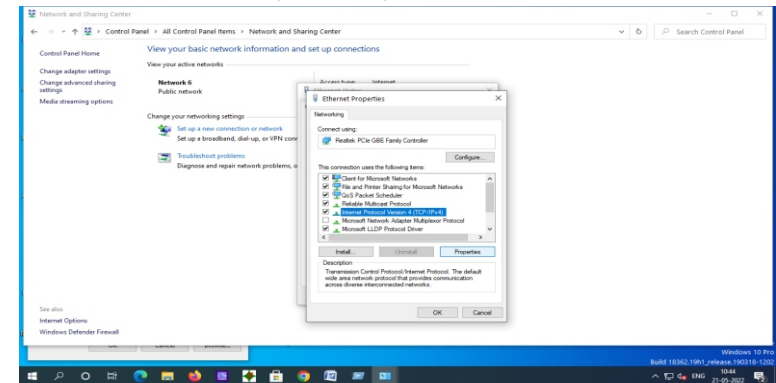 Network and Sharing Center
Control Panel › All Control Panel Items › Network and Sharing Center
Search Control Panel
Control Panel Home
Change adapter settings
Change advanced sharing
settings
Media streaming options
View your basic network information and set up connections
View your active networks
Network 6
Public network
Access type: Internet
Change your networking settings
Set up a new connection or network
Set up a broadband, dial-up, or VPN conn
Troubleshoot problems
Diagnose and repair network problems, o
Ethernet Properties
Networking
Connect using:
Realtek PCIe GBE Family Controller
Configure...
This connection uses the following items:
Client for Microsoft Networks
File and Printer Sharing for Microsoft Networks
QoS Packet Scheduler
Reliable Multicast Protocol
Internet Protocol Version 4 (TCP/IPv4)
Microsoft Network Adapter Multiplexor Protocol
Microsoft LLDP Protocol Driver
Install...
Uninstall
Properties
Description
Transmission Control Protocol/Internet Protocol. The default
wide area network protocol that provides communication
across diverse interconnected networks.
OK
Cancel
See also
Internet Options
Windows Defender Firewall
Windows 10 Pro
Build 18362.19h1_release.190318-1202
ENG
10:44
21-05-2022